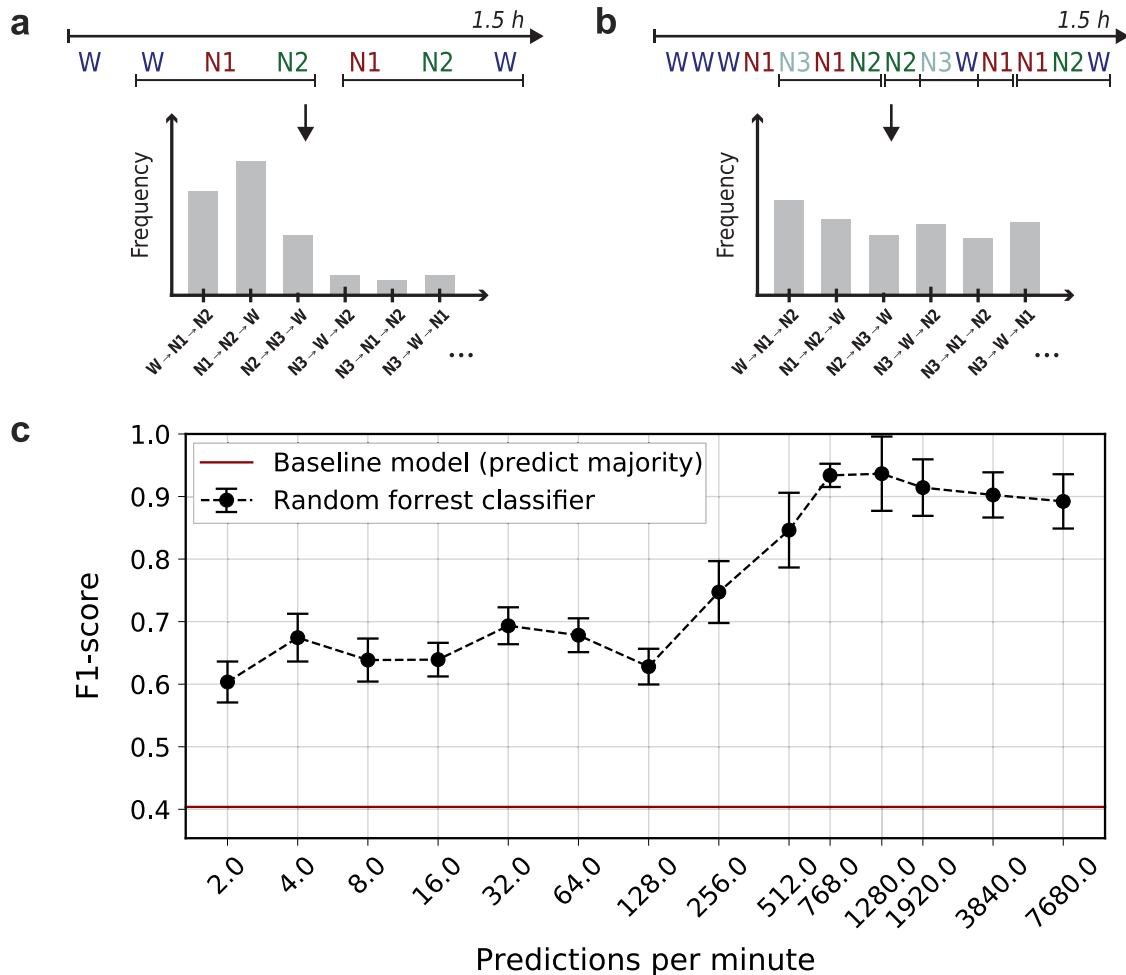 a
1.5 h
W W N1 N2 N1 N2 W
Frequency
W→N1→N2
N1→N2→W
N2→N3→W
N3→W→N2
N3→N1→N2
N3→W→N1
...
b
1.5 h
W W W N1 N3 N1 N2 N2 N3 W N1 N1 N2 W
Frequency
W→N1→N2
N1→N2→W
N2→N3→W
N3→W→N2
N3→N1→N2
N3→W→N1
...
c
Baseline model (predict majority)
Random forrest classifier
F1-score
1.0
0.9
0.8
0.7
0.6
0.5
0.4
2.0 4.0 8.0 16.0 32.0 64.0 128.0 256.0 512.0 768.0 1280.0 1920.0 3840.0 7680.0
Predictions per minute